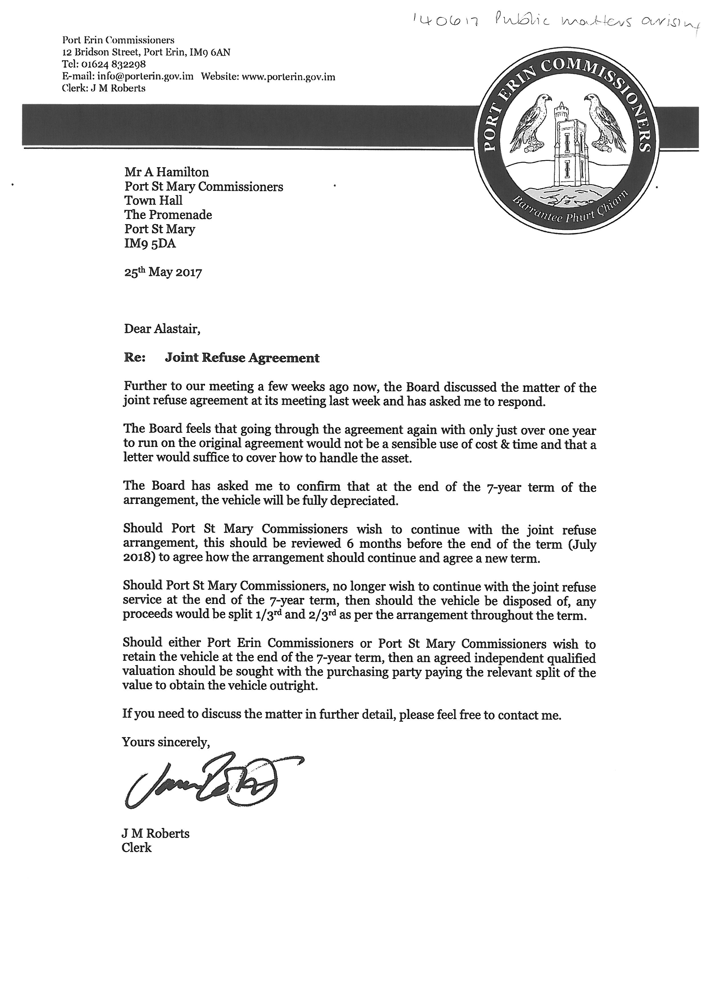 140617 Public matters arising
Port Erin Commissioners
12 Bridson Street, Port Erin, IM9 6AN
Tel: 01624 832298
E-mail: info@porterin.gov.im Website: www.porterin.gov.im
Clerk: J M Roberts
PORT ERIN COMMISSIONERS
Barrantee Phurt Çhiarn
Mr A Hamilton
Port St Mary Commissioners
Town Hall
The Promenade
Port St Mary
IM9 5DA
25th May 2017
Dear Alastair,
Re: Joint Refuse Agreement
Further to our meeting a few weeks ago now, the Board discussed the matter of the
joint refuse agreement at its meeting last week and has asked me to respond.
The Board feels that going through the agreement again with only just over one year
to run on the original agreement would not be a sensible use of cost & time and that a
letter would suffice to cover how to handle the asset.
The Board has asked me to confirm that at the end of the 7-year term of the
arrangement, the vehicle will be fully depreciated.
Should Port St Mary Commissioners wish to continue with the joint refuse
arrangement, this should be reviewed 6 months before the end of the term (July
2018) to agree how the arrangement should continue and agree a new term.
Should Port St Mary Commissioners, no longer wish to continue with the joint refuse
service at the end of the 7-year term, then should the vehicle be disposed of, any
proceeds would be split 1/3rd and 2/3rd as per the arrangement throughout the term.
Should either Port Erin Commissioners or Port St Mary Commissioners wish to
retain the vehicle at the end of the 7-year term, then an agreed independent qualified
valuation should be sought with the purchasing party paying the relevant split of the
value to obtain the vehicle outright.
If you need to discuss the matter in further detail, please feel free to contact me.
Yours sincerely,
J M Roberts
Clerk